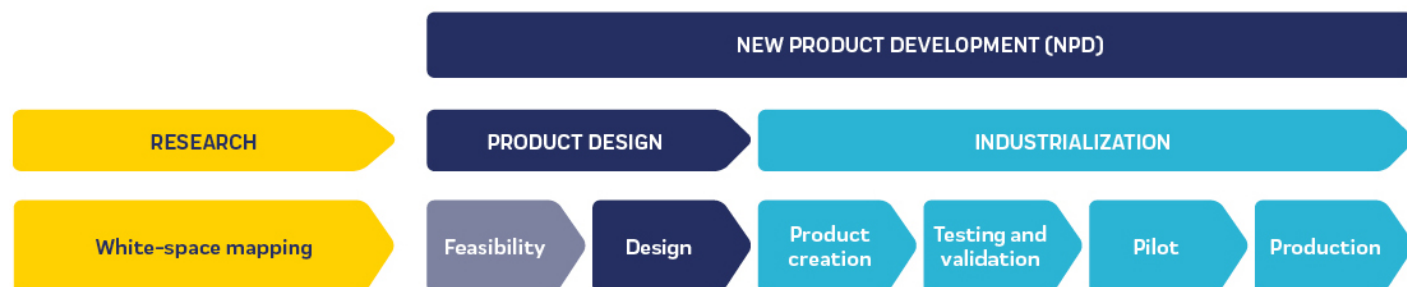 NEW PRODUCT DEVELOPMENT (NPD)
RESEARCH
PRODUCT DESIGN
INDUSTRIALIZATION
White-space mapping
Feasibility
Design
Product
creation
Testing and
validation
Pilot
Production